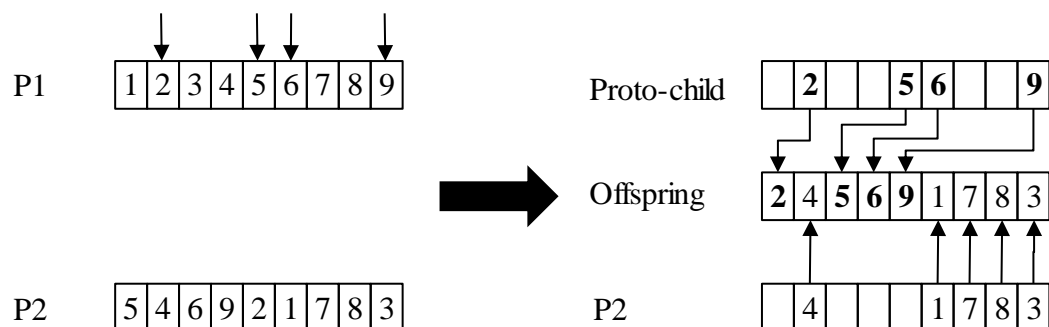 P1 1 2 3 4 5 6 7 8 9
Proto-child 2 5 6 9
Offspring 2 4 5 6 9 1 7 8 3
P2 5 4 6 9 2 1 7 8 3
P2 4 1 7 8 3